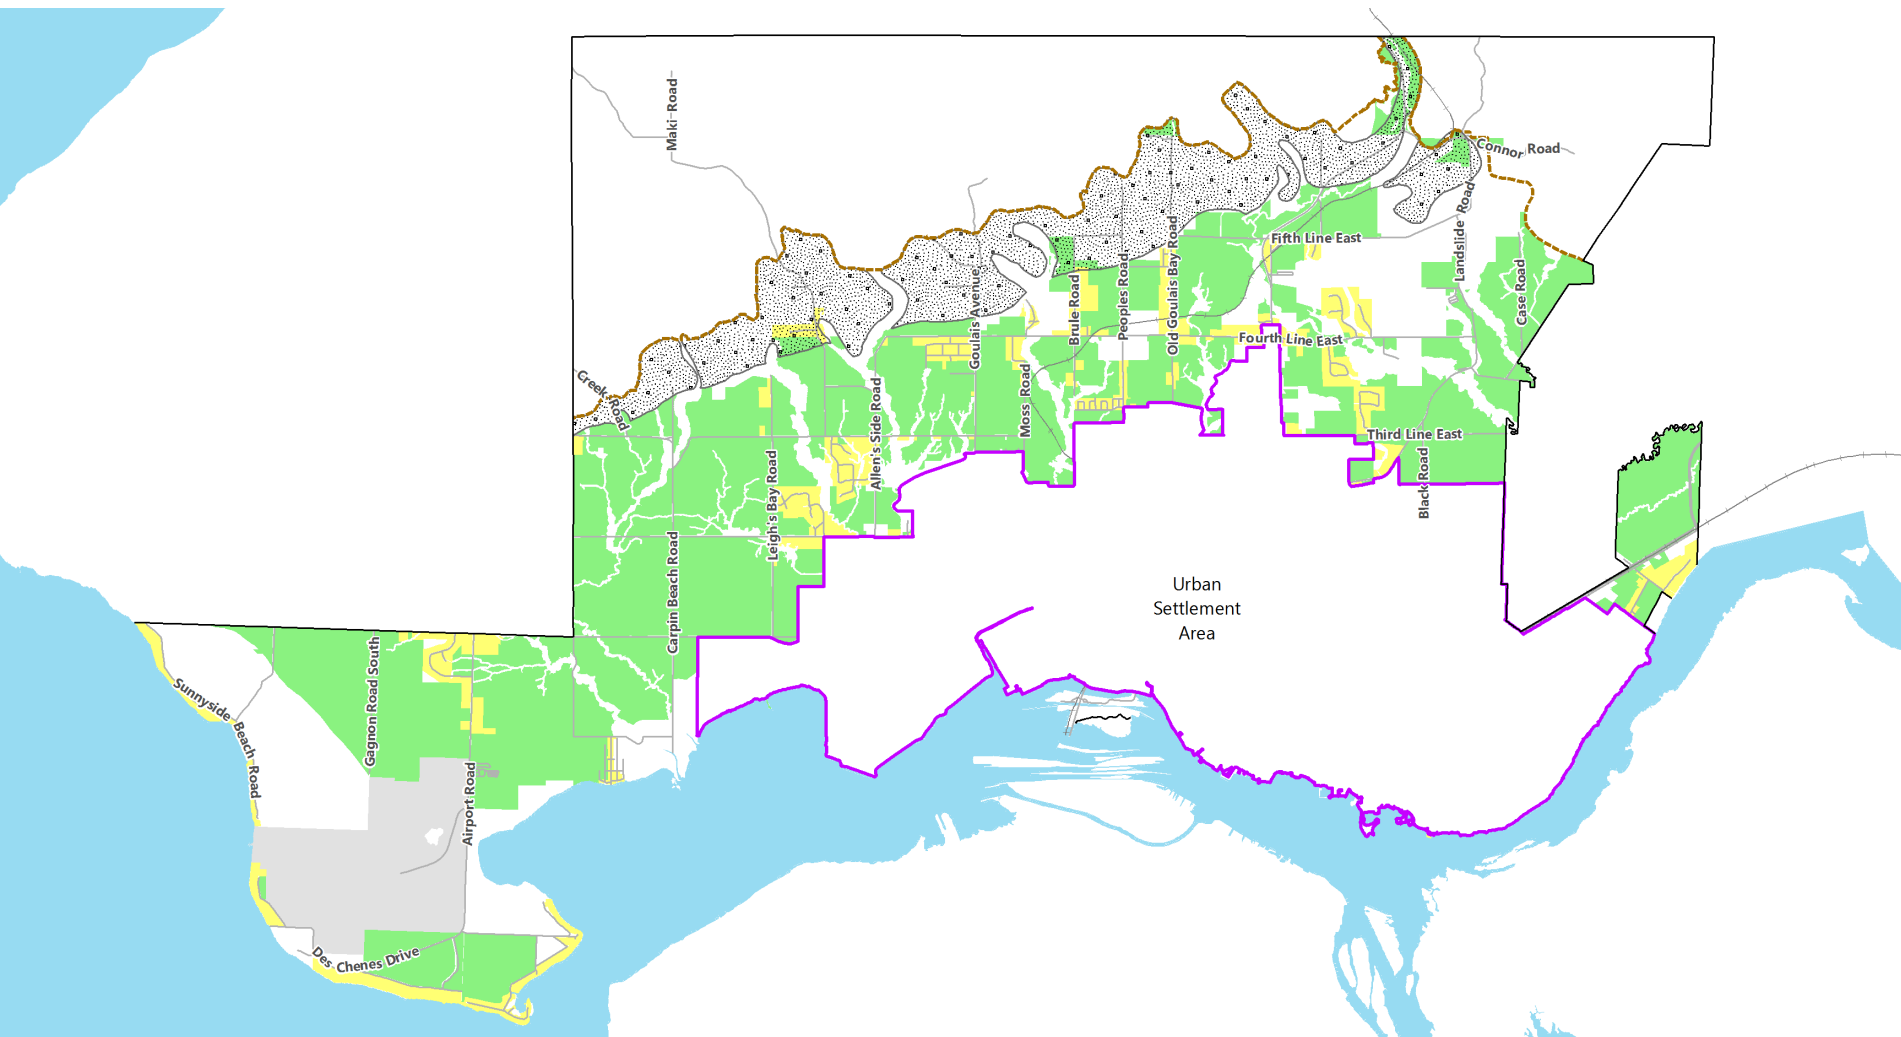 Maki Road
Connor Road
Landslide Road
Fifth Line East
Old Goulais Bay Road
Peoples Road
Brule Road
Goulais Avenue
Case Road
Fourth Line East
Creek Road
Moss Road
Allen's Side Road
Third Line East
Black Road
Leigh's Bay Road
Carpin Beach Road
Urban
Settlement
Area
Gagnon Road South
Sunnyside Beach Road
Airport Road
Des Chenes Drive